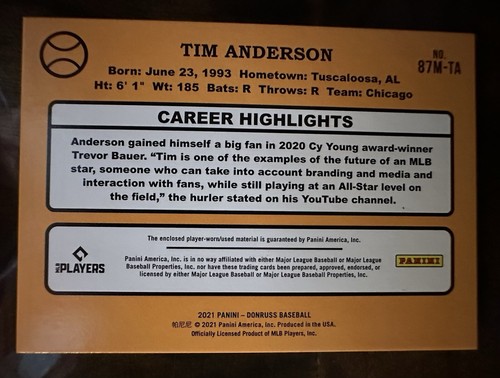 TIM ANDERSON
NO.
87M-TA
Born: June 23, 1993 Hometown: Tuscaloosa, AL
Ht: 6' 1" Wt: 185 Bats: R Throws: R Team: Chicago
CAREER HIGHLIGHTS
Anderson gained himself a big fan in 2020 Cy Young award-winner
Trevor Bauer. “Tim is one of the examples of the future of an MLB
star, someone who can take into account branding and media and
interaction with fans, while still playing at an All-Star level on
the field,” the hurler stated on his YouTube channel.
The enclosed player-worn/used material is guaranteed by Panini America, Inc.
MLB PLAYERS
Panini America, Inc. is in no way affiliated with either Major League Baseball or Major League
Baseball Properties, Inc. nor have these trading cards been prepared, approved, endorsed, or
licensed by either Major League Baseball or Major League Baseball Properties, Inc.
PANINI
2021 PANINI – DONRUSS BASEBALL
帕尼尼 © 2021 Panini America, Inc. Produced in the USA.
Officially Licensed Product of MLB Players, Inc.